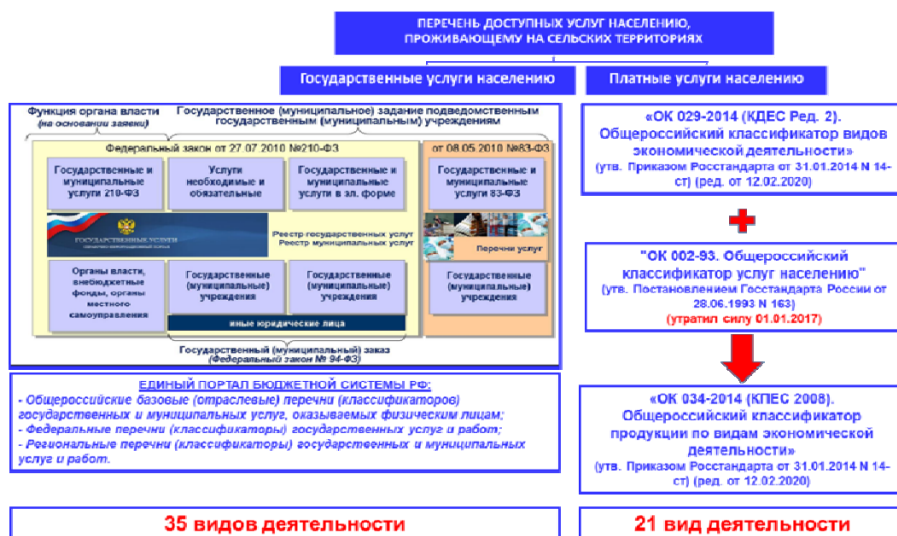 ПЕРЕЧЕНЬ ДОСТУПНЫХ УСЛУГ НАСЕЛЕНИЮ,
ПРОЖИВАЮЩЕМУ НА СЕЛЬСКИХ ТЕРРИТОРИЯХ
Государственные услуги населению
Платные услуги населению
Функция органа власти
(на основании заявки)
Государственное (муниципальное) задание подведомственным
государственным (муниципальным) учреждениям
Федеральный закон от 27.07.2010 №210-ФЗ
от 08.05.2010 №83-ФЗ
Государственные и
муниципальные
услуги 210-ФЗ
Услуги
необходимые и
обязательные
Государственные и
муниципальные
услуги в эл. форме
Государственные и
муниципальные
услуги 83-ФЗ
ГОСУДАРСТВЕННЫЕ УСЛУГИ
Реестр государственных услуг
Реестр муниципальных услуг
Перечни услуг
Органы власти,
внебюджетные
фонды, органы
местного
самоуправления
Государственные
(муниципальные)
учреждения
Государственные
(муниципальные)
учреждения
Государственные
(муниципальные)
учреждения
иные юридические лица
Государственный (муниципальный) заказ
(Федеральный закон № 94-ФЗ)
ЕДИНЫЙ ПОРТАЛ БЮДЖЕТНОЙ СИСТЕМЫ РФ:
- Общероссийские базовые (отраслевые) перечни (классификаторов)
государственных и муниципальных услуг, оказываемых физическим лицам;
- Федеральные перечни (классификаторы) государственных услуг и работ;
- Региональные перечни (классификаторы) государственных и муниципальных
услуг и работ.
35 видов деятельности
«ОК 029-2014 (КДЕС Ред. 2).
Общероссийский классификатор видов
экономической деятельности»
(утв. Приказом Росстандарта от 31.01.2014 N 14-
ст) (ред. от 12.02.2020)
"ОК 002-93. Общероссийский
классификатор услуг населению"
(утв. Постановлением Госстандарта России от
28.06.1993 N 163)
(утратил силу 01.01.2017)
«ОК 034-2014 (КПЕС 2008).
Общероссийский классификатор
продукции по видам экономической
деятельности»
(утв. Приказом Росстандарта от 31.01.2014 N 14-
ст) (ред. от 12.02.2020)
21 вид деятельности